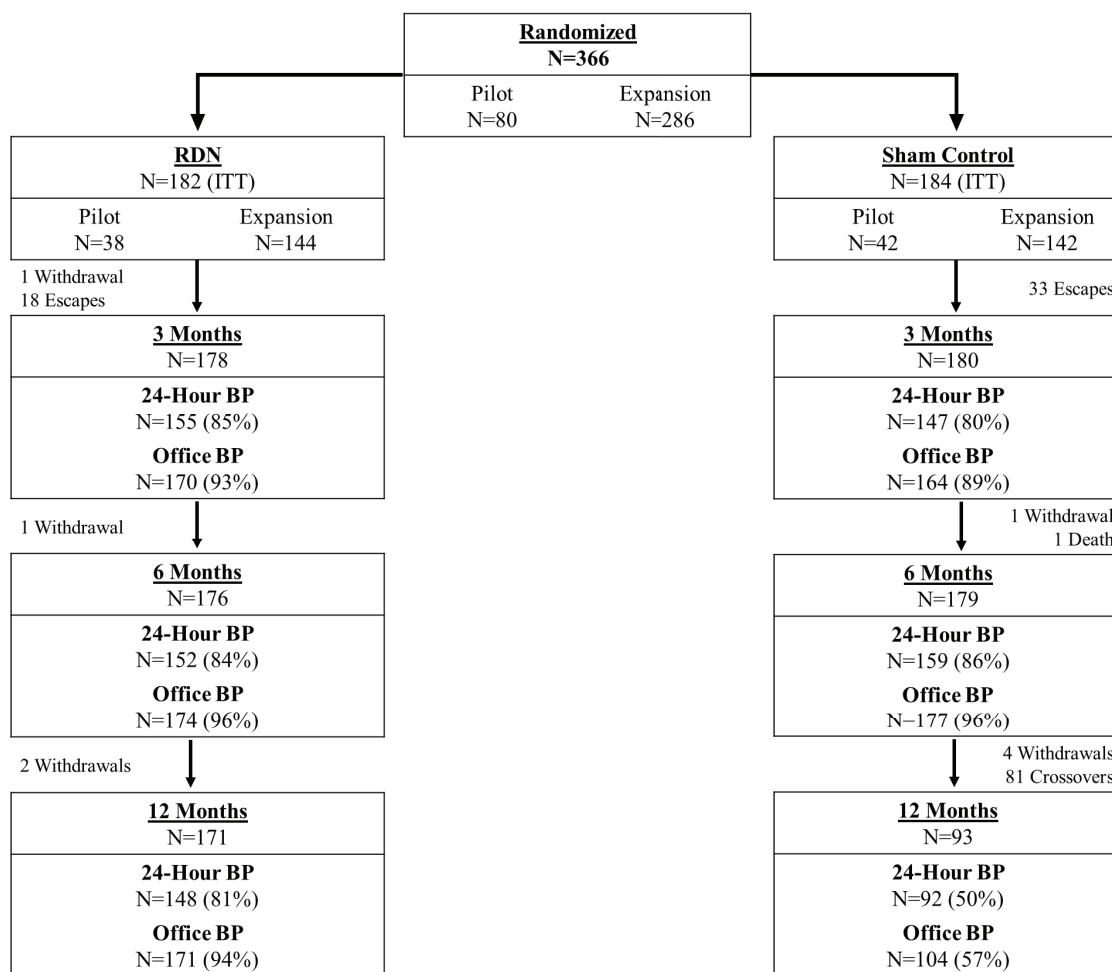 Randomized
N=366
Pilot Expansion
N=80 N=286
RDN
N=182 (ITT)
Pilot Expansion
N=38 N=144
1 Withdrawal
18 Escapes
3 Months
N=178
24-Hour BP
N=155 (85%)
Office BP
N=170 (93%)
1 Withdrawal
6 Months
N=176
24-Hour BP
N=152 (84%)
Office BP
N=174 (96%)
2 Withdrawals
12 Months
N=171
24-Hour BP
N=148 (81%)
Office BP
N=171 (94%)
Sham Control
N=184 (ITT)
Pilot Expansion
N=42 N=142
33 Escapes
3 Months
N=180
24-Hour BP
N=147 (80%)
Office BP
N=164 (89%)
1 Withdrawal
1 Death
6 Months
N=179
24-Hour BP
N=159 (86%)
Office BP
N=177 (96%)
4 Withdrawals
81 Crossovers
12 Months
N=93
24-Hour BP
N=92 (50%)
Office BP
N=104 (57%)